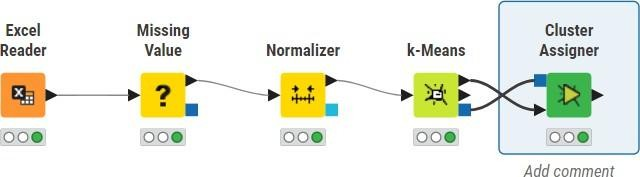 Excel
Reader
Missing
Value
Normalizer
k-Means
Cluster
Assigner
?
Add comment